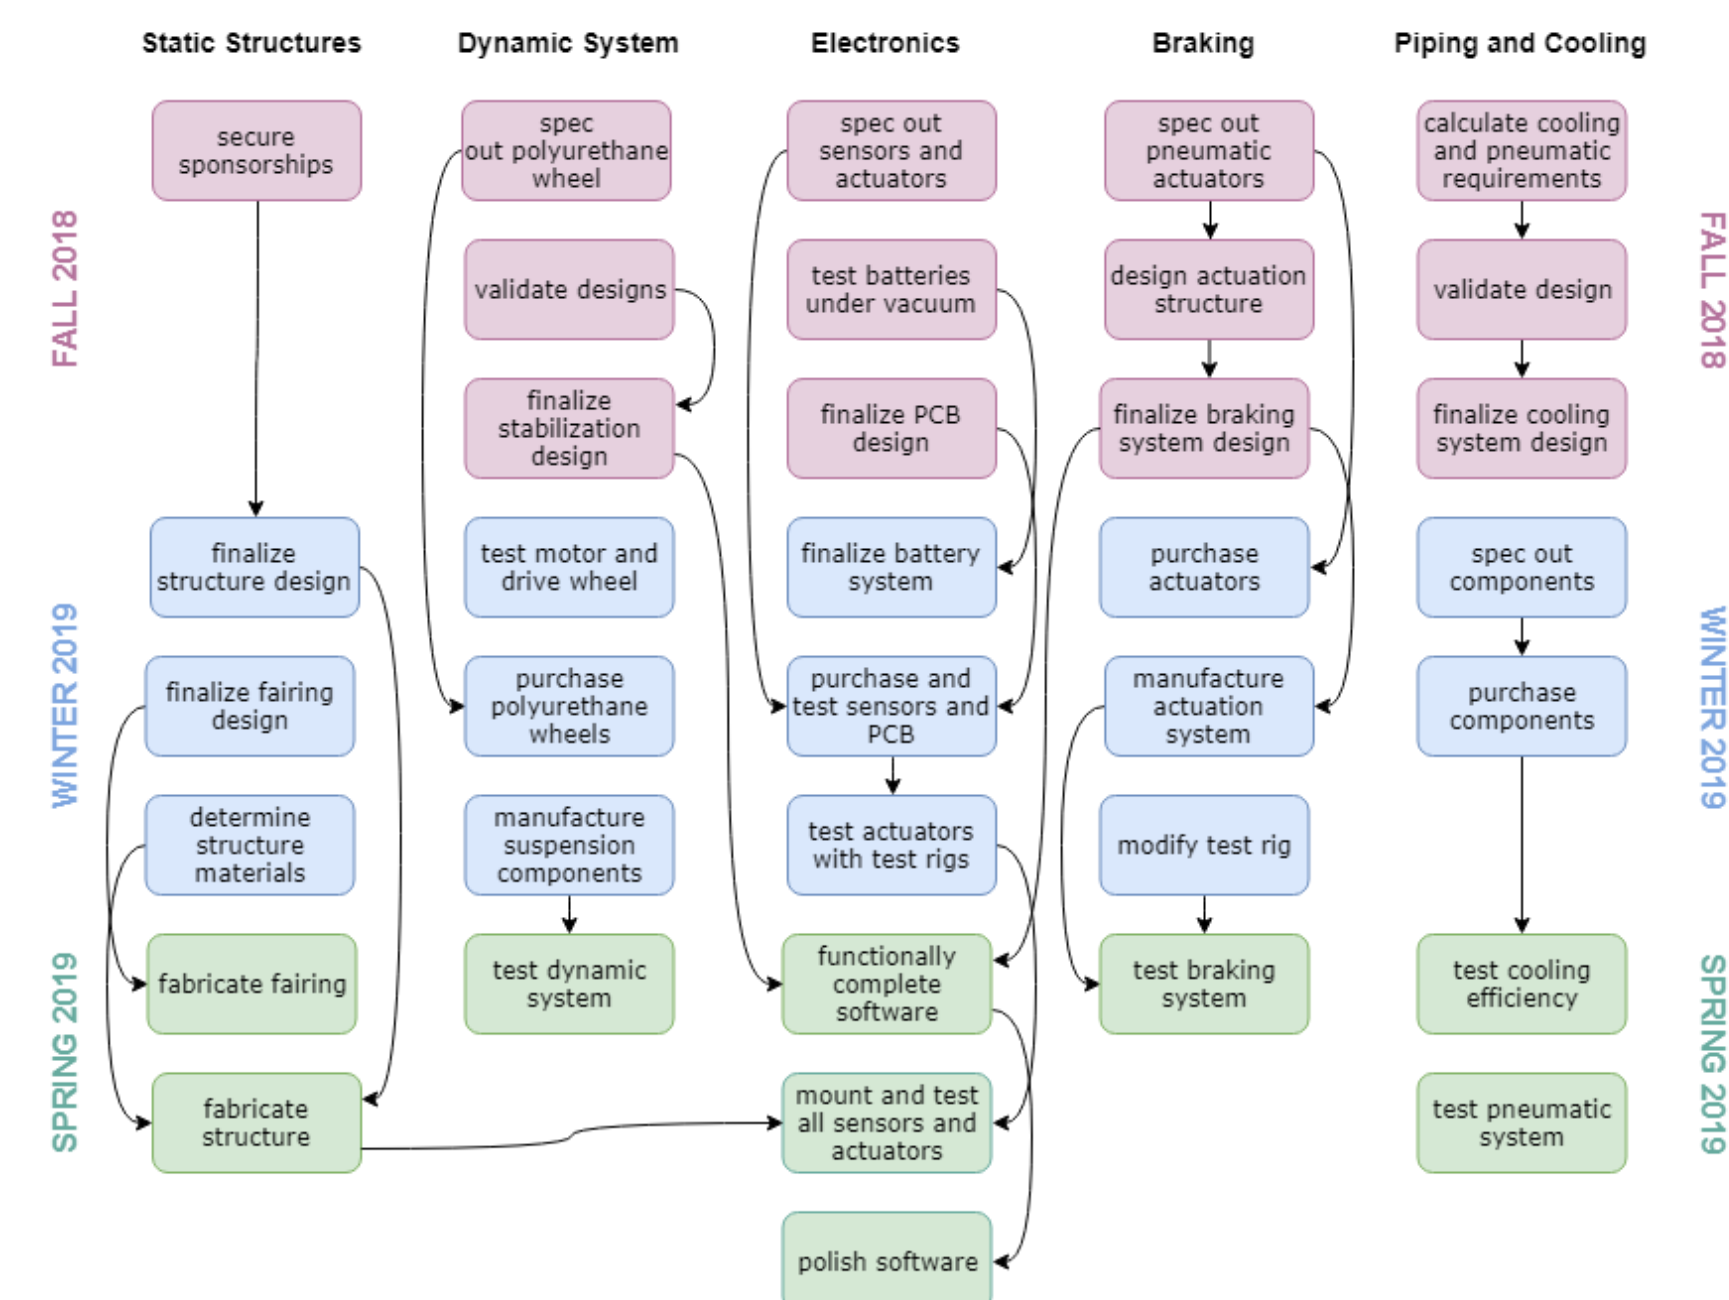 Static Structures
Dynamic System
Electronics
Braking
Piping and Cooling
FALL 2018
WINTER 2019
SPRING 2019
secure
sponsorships
finalize
structure design
finalize fairing
design
determine
structure
materials
fabricate fairing
fabricate
structure
spec
out polyurethane
wheel
validate designs
finalize
stabilization
design
test motor and
drive wheel
purchase
polyurethane
wheels
manufacture
suspension
components
test dynamic
system
spec out
sensors and
actuators
test batteries
under vacuum
finalize PCB
design
finalize battery
system
purchase and
test sensors and
PCB
test actuators
with test rigs
functionally
complete
software
mount and test
all sensors and
actuators
polish software
spec out
pneumatic
actuators
design actuation
structure
finalize braking
system design
purchase
actuators
manufacture
actuation
system
modify test rig
test braking
system
calculate cooling
and pneumatic
requirements
validate design
finalize cooling
system design
spec out
components
purchase
components
test cooling
efficiency
test pneumatic
system
FALL 2018
WINTER 2019
SPRING 2019